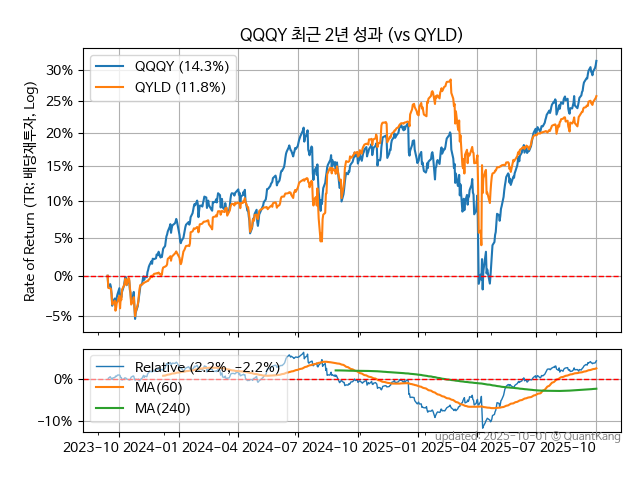 QQQY 최근 2년 성과 (vs QYLD)
Rate of Return (TR: 배당재투자, Log)
30%
25%
20%
15%
10%
5%
0%
−5%
QQQY (14.3%)
QYLD (11.8%)
0%
−10%
Relative (2.2%, −2.2%)
MA(60)
MA(240)
updated: 2025-10-01 © QuantKang
2023-10 2024-01 2024-04 2024-07 2024-10 2025-01 2025-04 2025-07 2025-10